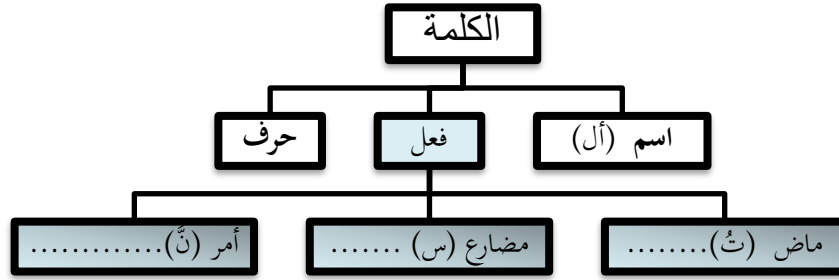 الكلمة
اسم (أل)
فعل
حرف
ماض (تُ)........
مضارع (س) .......
أمر (نَّ).............